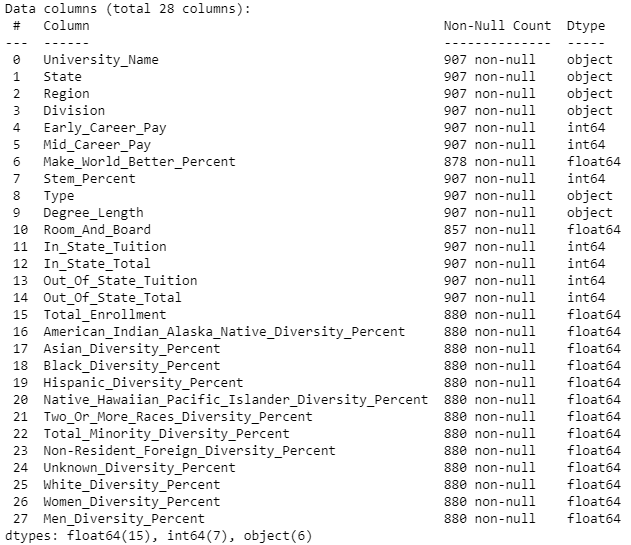 Data columns (total 28 columns):
 #   Column                                            Non-Null Count  Dtype
---  ------                                            --------------  -----
 0   University_Name                                   907 non-null    object
 1   State                                             907 non-null    object
 2   Region                                            907 non-null    object
 3   Division                                          907 non-null    object
 4   Early_Career_Pay                                  907 non-null    int64
 5   Mid_Career_Pay                                    907 non-null    int64
 6   Make_World_Better_Percent                         878 non-null    float64
 7   Stem_Percent                                      907 non-null    int64
 8   Type                                              907 non-null    object
 9   Degree_Length                                     907 non-null    object
 10  Room_And_Board                                    857 non-null    float64
 11  In_State_Tuition                                  907 non-null    int64
 12  In_State_Total                                    907 non-null    int64
 13  Out_Of_State_Tuition                              907 non-null    int64
 14  Out_Of_State_Total                                907 non-null    int64
 15  Total_Enrollment                                  880 non-null    float64
 16  American_Indian_Alaska_Native_Diversity_Percent   880 non-null    float64
 17  Asian_Diversity_Percent                           880 non-null    float64
 18  Black_Diversity_Percent                           880 non-null    float64
 19  Hispanic_Diversity_Percent                        880 non-null    float64
 20  Native_Hawaiian_Pacific_Islander_Diversity_Percent  880 non-null    float64
 21  Two_Or_More_Races_Diversity_Percent               880 non-null    float64
 22  Total_Minority_Diversity_Percent                  880 non-null    float64
 23  Non-Resident_Foreign_Diversity_Percent            880 non-null    float64
 24  Unknown_Diversity_Percent                         880 non-null    float64
 25  White_Diversity_Percent                           880 non-null    float64
 26  Women_Diversity_Percent                           880 non-null    float64
 27  Men_Diversity_Percent                             880 non-null    float64
dtypes: float64(15), int64(7), object(6)